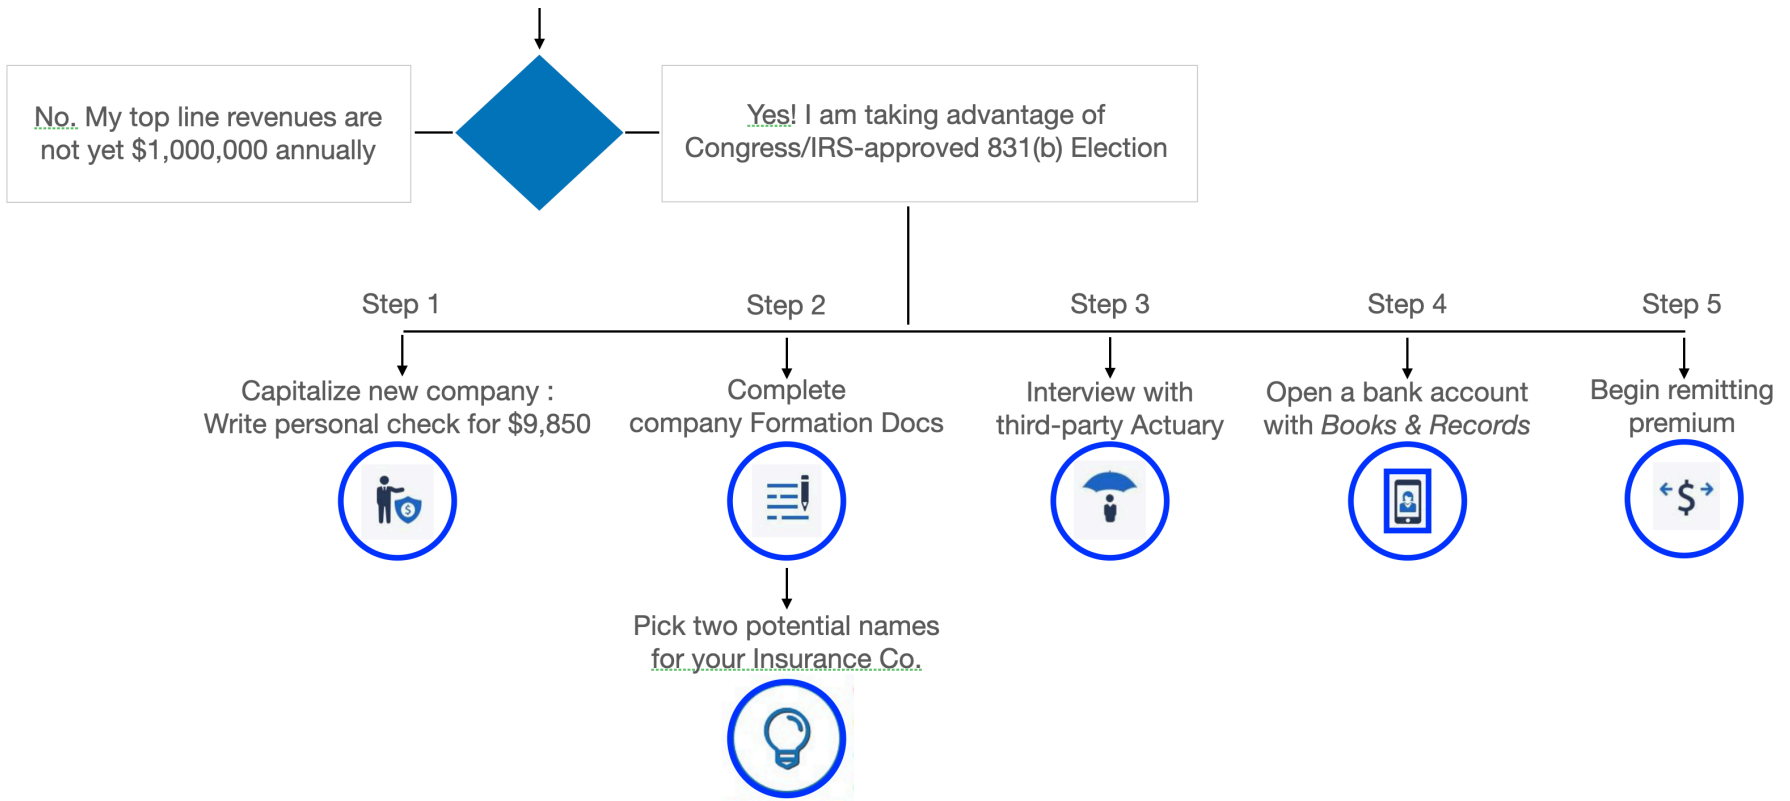 No. My top line revenues are
not yet $1,000,000 annually
Yes! I am taking advantage of
Congress/IRS-approved 831(b) Election
Step 1
Step 2
Step 3
Step 4
Step 5
Capitalize new company :
Write personal check for $9,850
Complete
company Formation Docs
Interview with
third-party Actuary
Open a bank account
with Books & Records
Begin remitting
premium
$
$
Pick two potential names
for your Insurance Co.